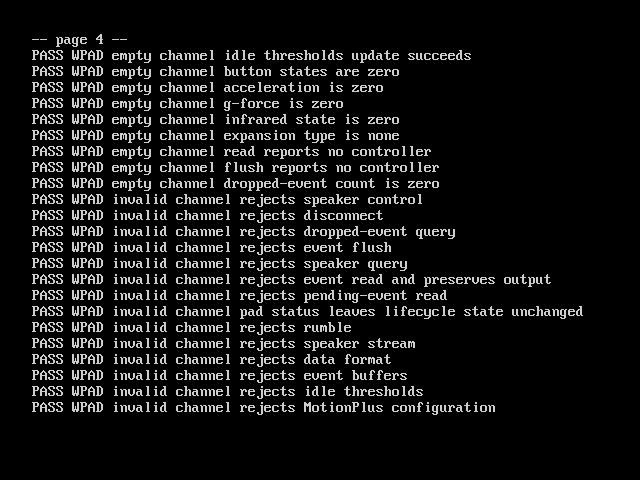 -- page 4 --
PASS WPAD empty channel idle thresholds update succeeds
PASS WPAD empty channel button states are zero
PASS WPAD empty channel acceleration is zero
PASS WPAD empty channel g-force is zero
PASS WPAD empty channel infrared state is zero
PASS WPAD empty channel expansion type is none
PASS WPAD empty channel read reports no controller
PASS WPAD empty channel flush reports no controller
PASS WPAD empty channel dropped-event count is zero
PASS WPAD invalid channel rejects speaker control
PASS WPAD invalid channel rejects disconnect
PASS WPAD invalid channel rejects dropped-event query
PASS WPAD invalid channel rejects event flush
PASS WPAD invalid channel rejects speaker query
PASS WPAD invalid channel rejects event read and preserves output
PASS WPAD invalid channel rejects pending-event read
PASS WPAD invalid channel pad status leaves lifecycle state unchanged
PASS WPAD invalid channel rejects rumble
PASS WPAD invalid channel rejects speaker stream
PASS WPAD invalid channel rejects data format
PASS WPAD invalid channel rejects event buffers
PASS WPAD invalid channel rejects idle thresholds
PASS WPAD invalid channel rejects MotionPlus configuration